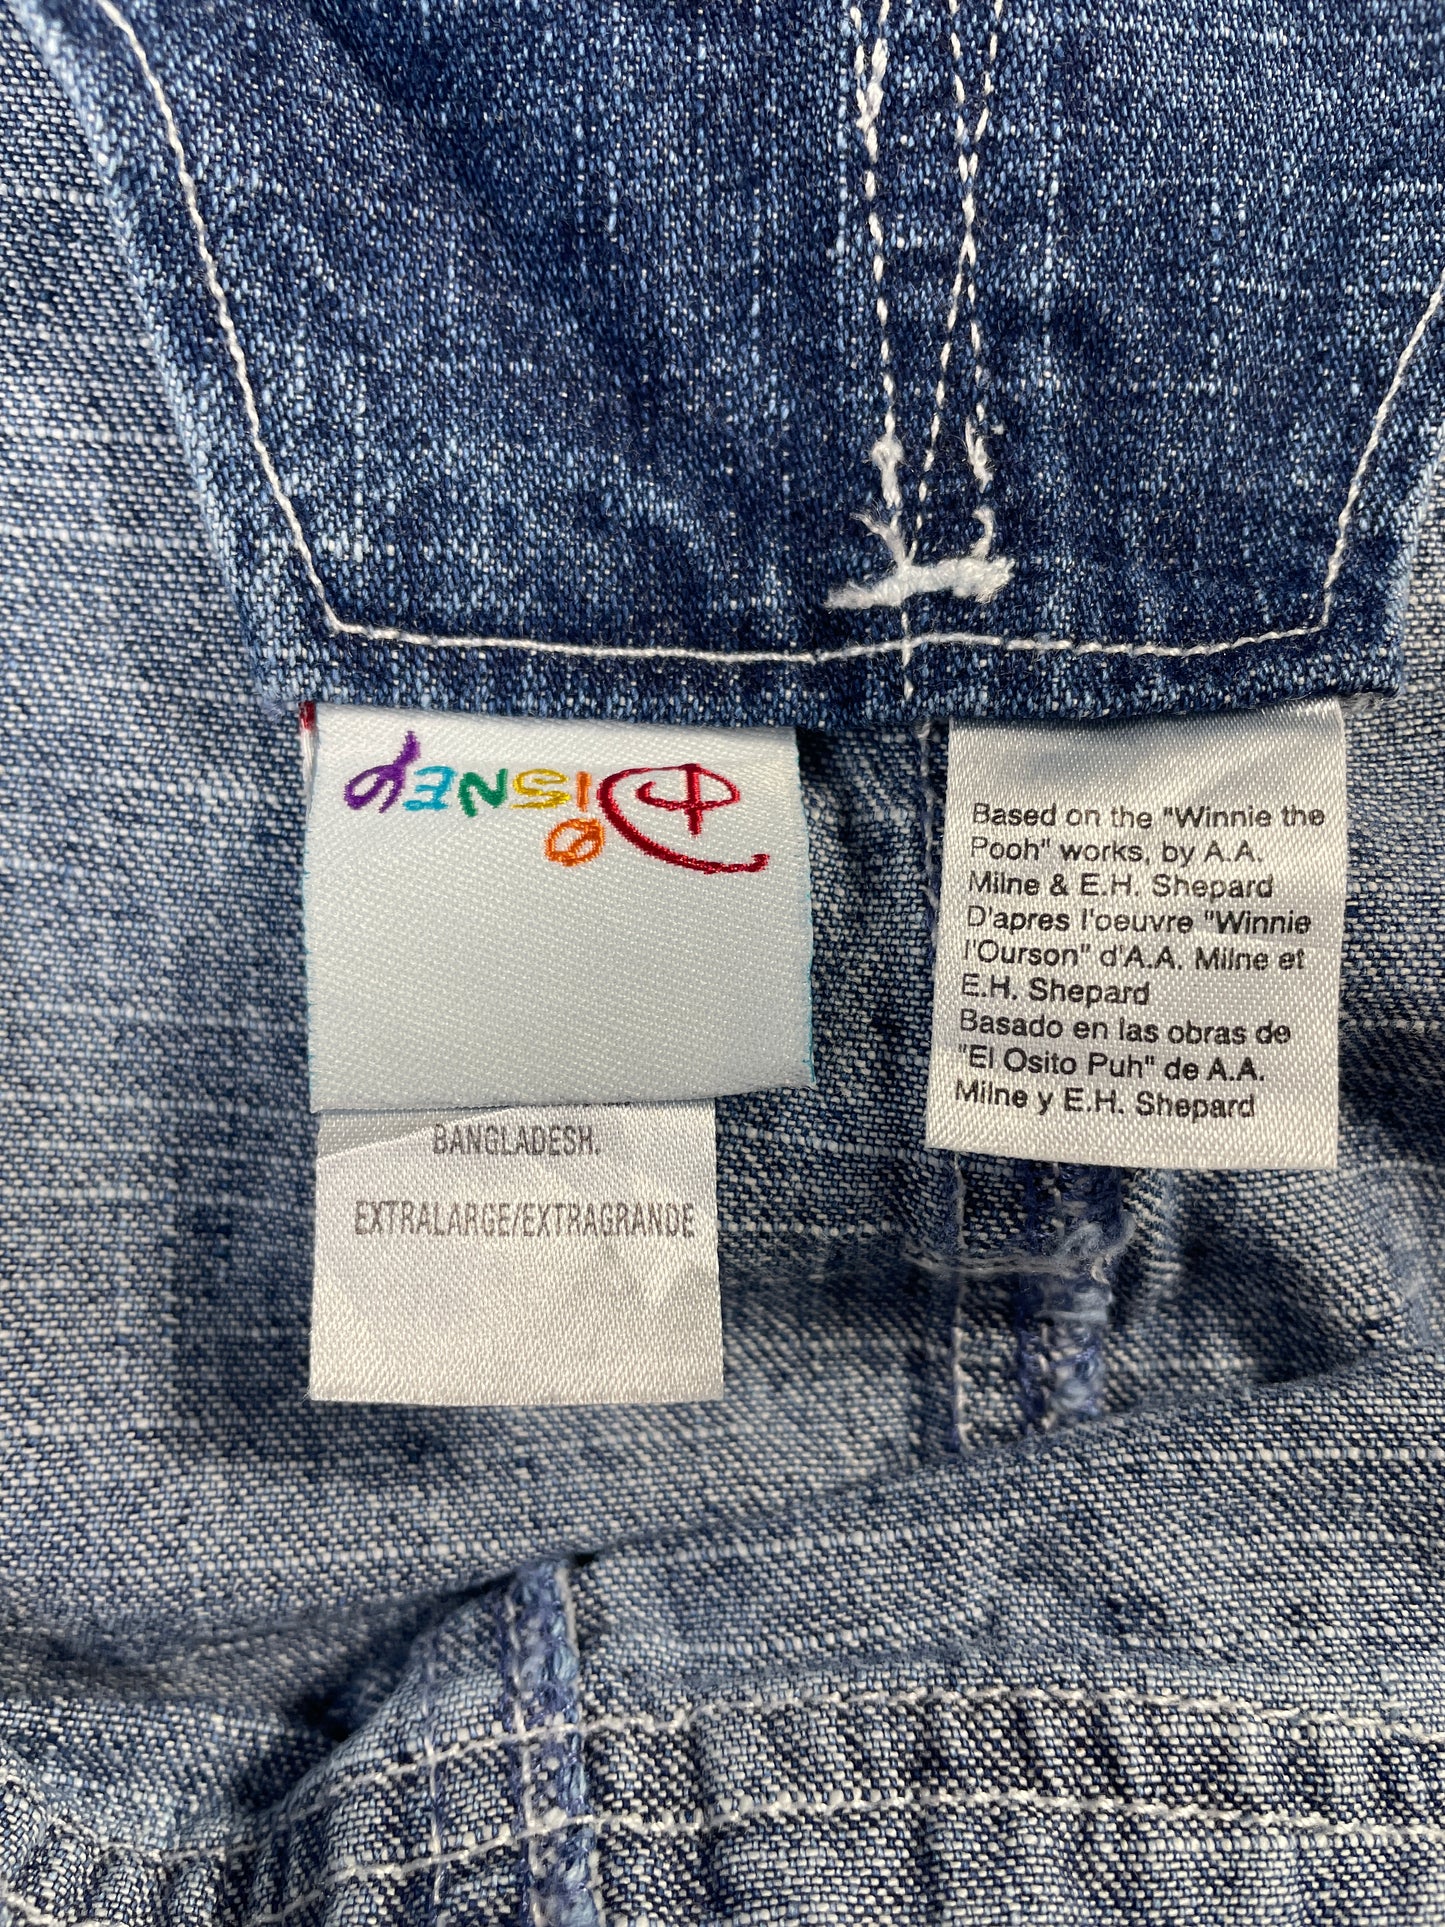 Disney
BANGLADESH.
EXTRALARGE/EXTRAGRANDE
Based on the "Winnie the
Pooh" works, by A.A.
Milne & E.H. Shepard
D'apres l'oeuvre "Winnie
l'Ourson" d'A.A. Milne et
E.H. Shepard
Basado en las obras de
"El Osito Puh" de A.A.
Milne y E.H. Shepard